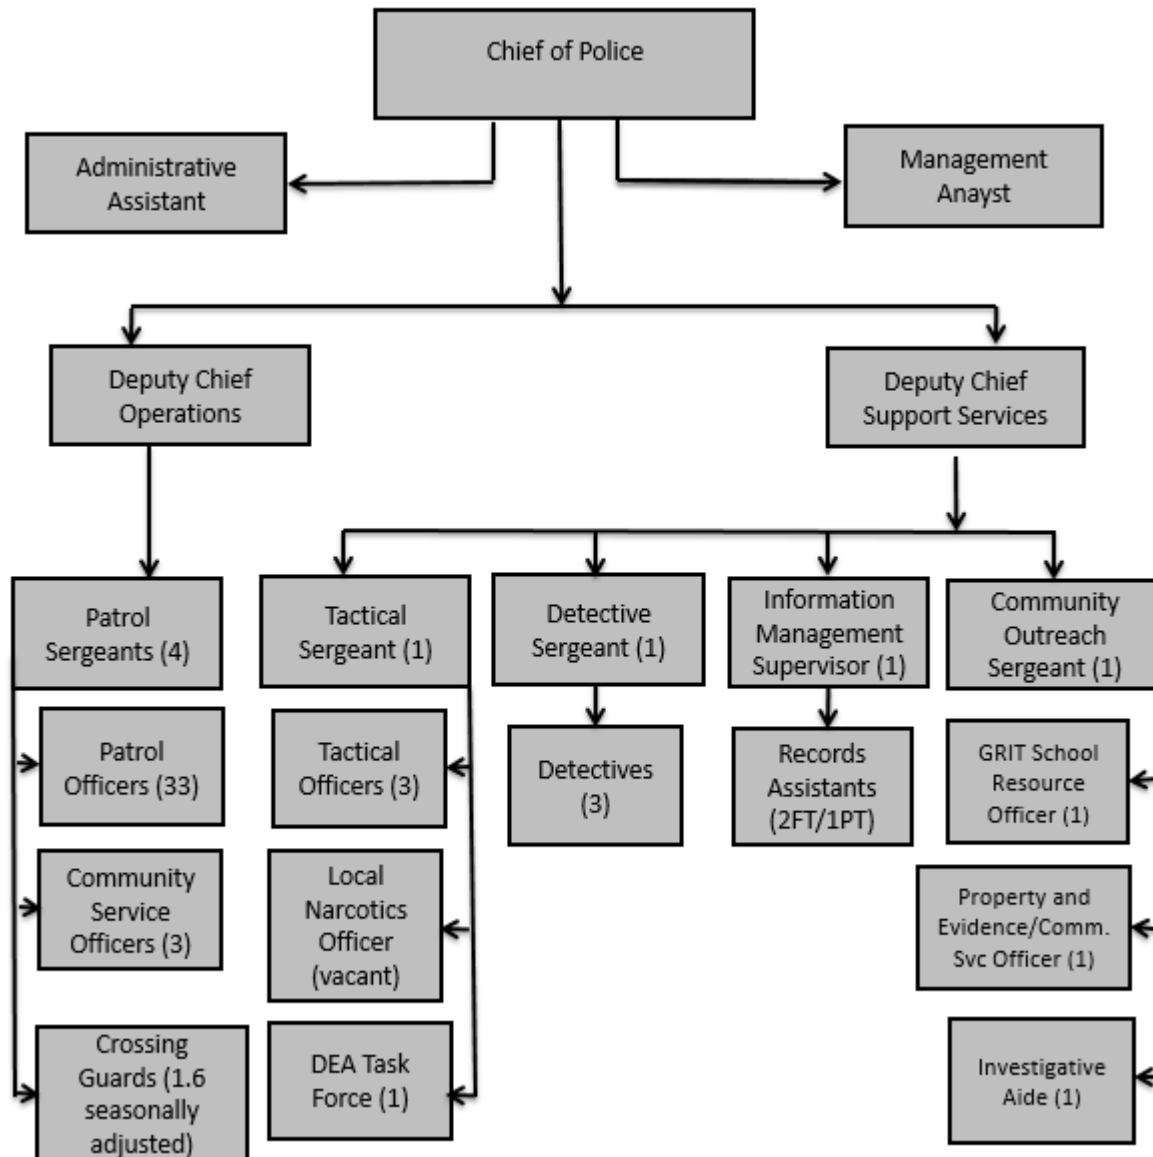 Chief of Police
Administrative
Assistant
Management
Anayst
Deputy Chief
Operations
Deputy Chief
Support Services
Patrol
Sergeants (4)
Tactical
Sergeant (1)
Detective
Sergeant (1)
Information
Management
Supervisor (1)
Community
Outreach
Sergeant (1)
Patrol
Officers (33)
Tactical
Officers (3)
Detectives
(3)
Records
Assistants
(2FT/1PT)
GRIT School
Resource
Officer (1)
Community
Service
Officers (3)
Local
Narcotics
Officer
(vacant)
Property and
Evidence/Comm.
Svc Officer (1)
Crossing
Guards (1.6
seasonally
adjusted)
DEA Task
Force (1)
Investigative
Aide (1)